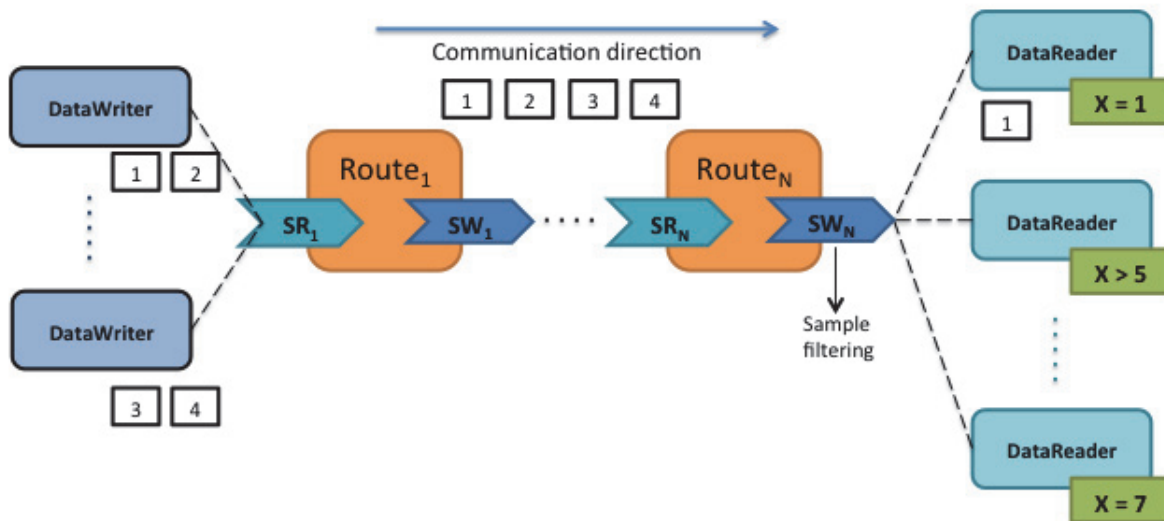 Communication direction
1 2 3 4
DataWriter
1 2
DataWriter
3 4
Route1
SR1
SW1
RouteN
SRN
SWN
Sample
filtering
DataReader
X = 1
1
DataReader
X > 5
DataReader
X = 7